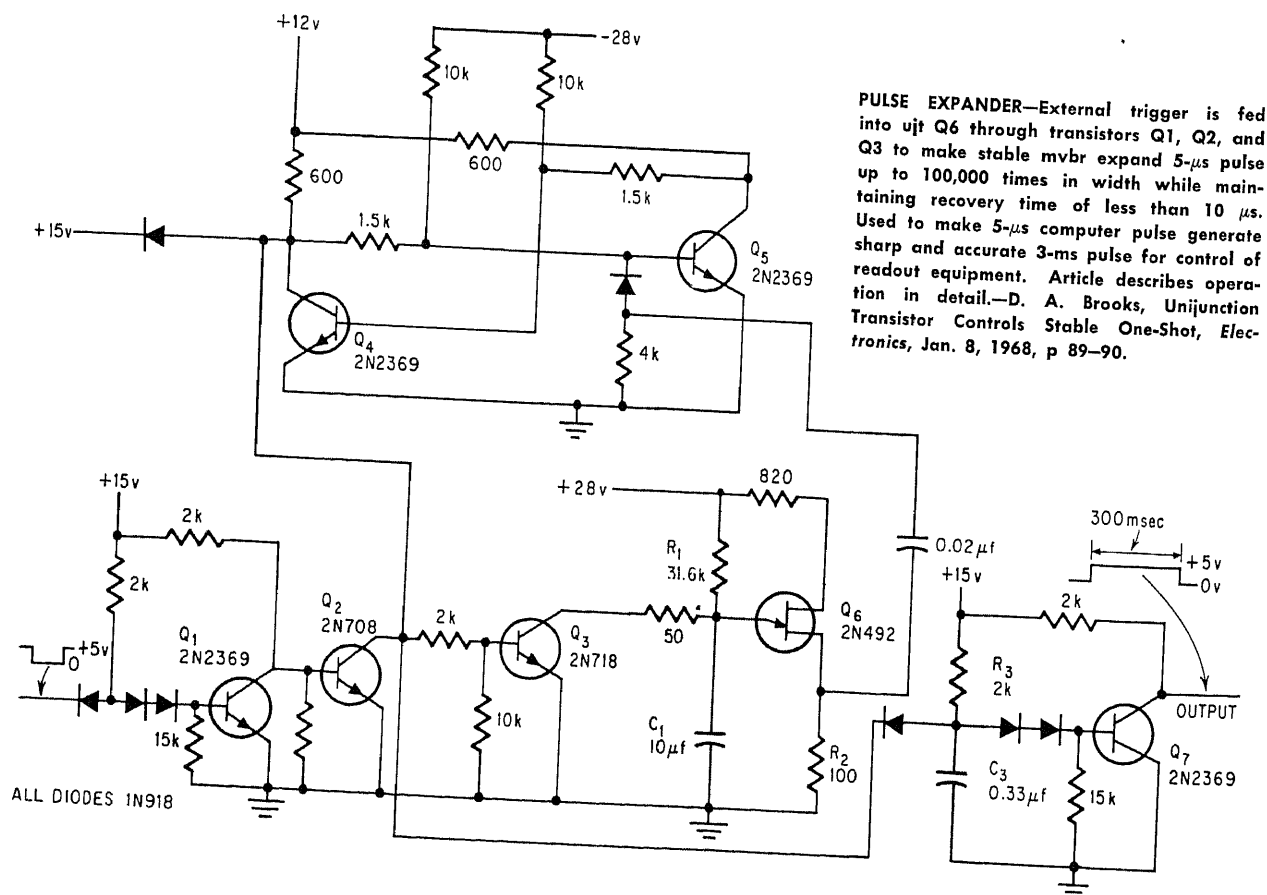 +12v
-28v
10k
10k
600
600
1.5k
1.5k
+15v
Q5
2N2369
Q4
2N2369
4k
PULSE EXPANDER—External trigger is fed
into ujt Q6 through transistors Q1, Q2, and
Q3 to make stable mvbr expand 5-μs pulse
up to 100,000 times in width while main-
taining recovery time of less than 10 μs.
Used to make 5-μs computer pulse generate
sharp and accurate 3-ms pulse for control of
readout equipment. Article describes opera-
tion in detail.—D. A. Brooks, Unijunction
Transistor Controls Stable One-Shot, Elec-
tronics, Jan. 8, 1968, p 89–90.
+15v
2k
2k
+5v
0
Q1
2N2369
15k
Q2
2N708
2k
10k
Q3
2N718
+28v
820
R1
31.6k
50
Q6
2N492
C1
10μf
R2
100
0.02μf
300msec
+5v
0v
+15v
2k
R3
2k
OUTPUT
Q7
2N2369
C3
0.33μf
15k
ALL DIODES 1N918